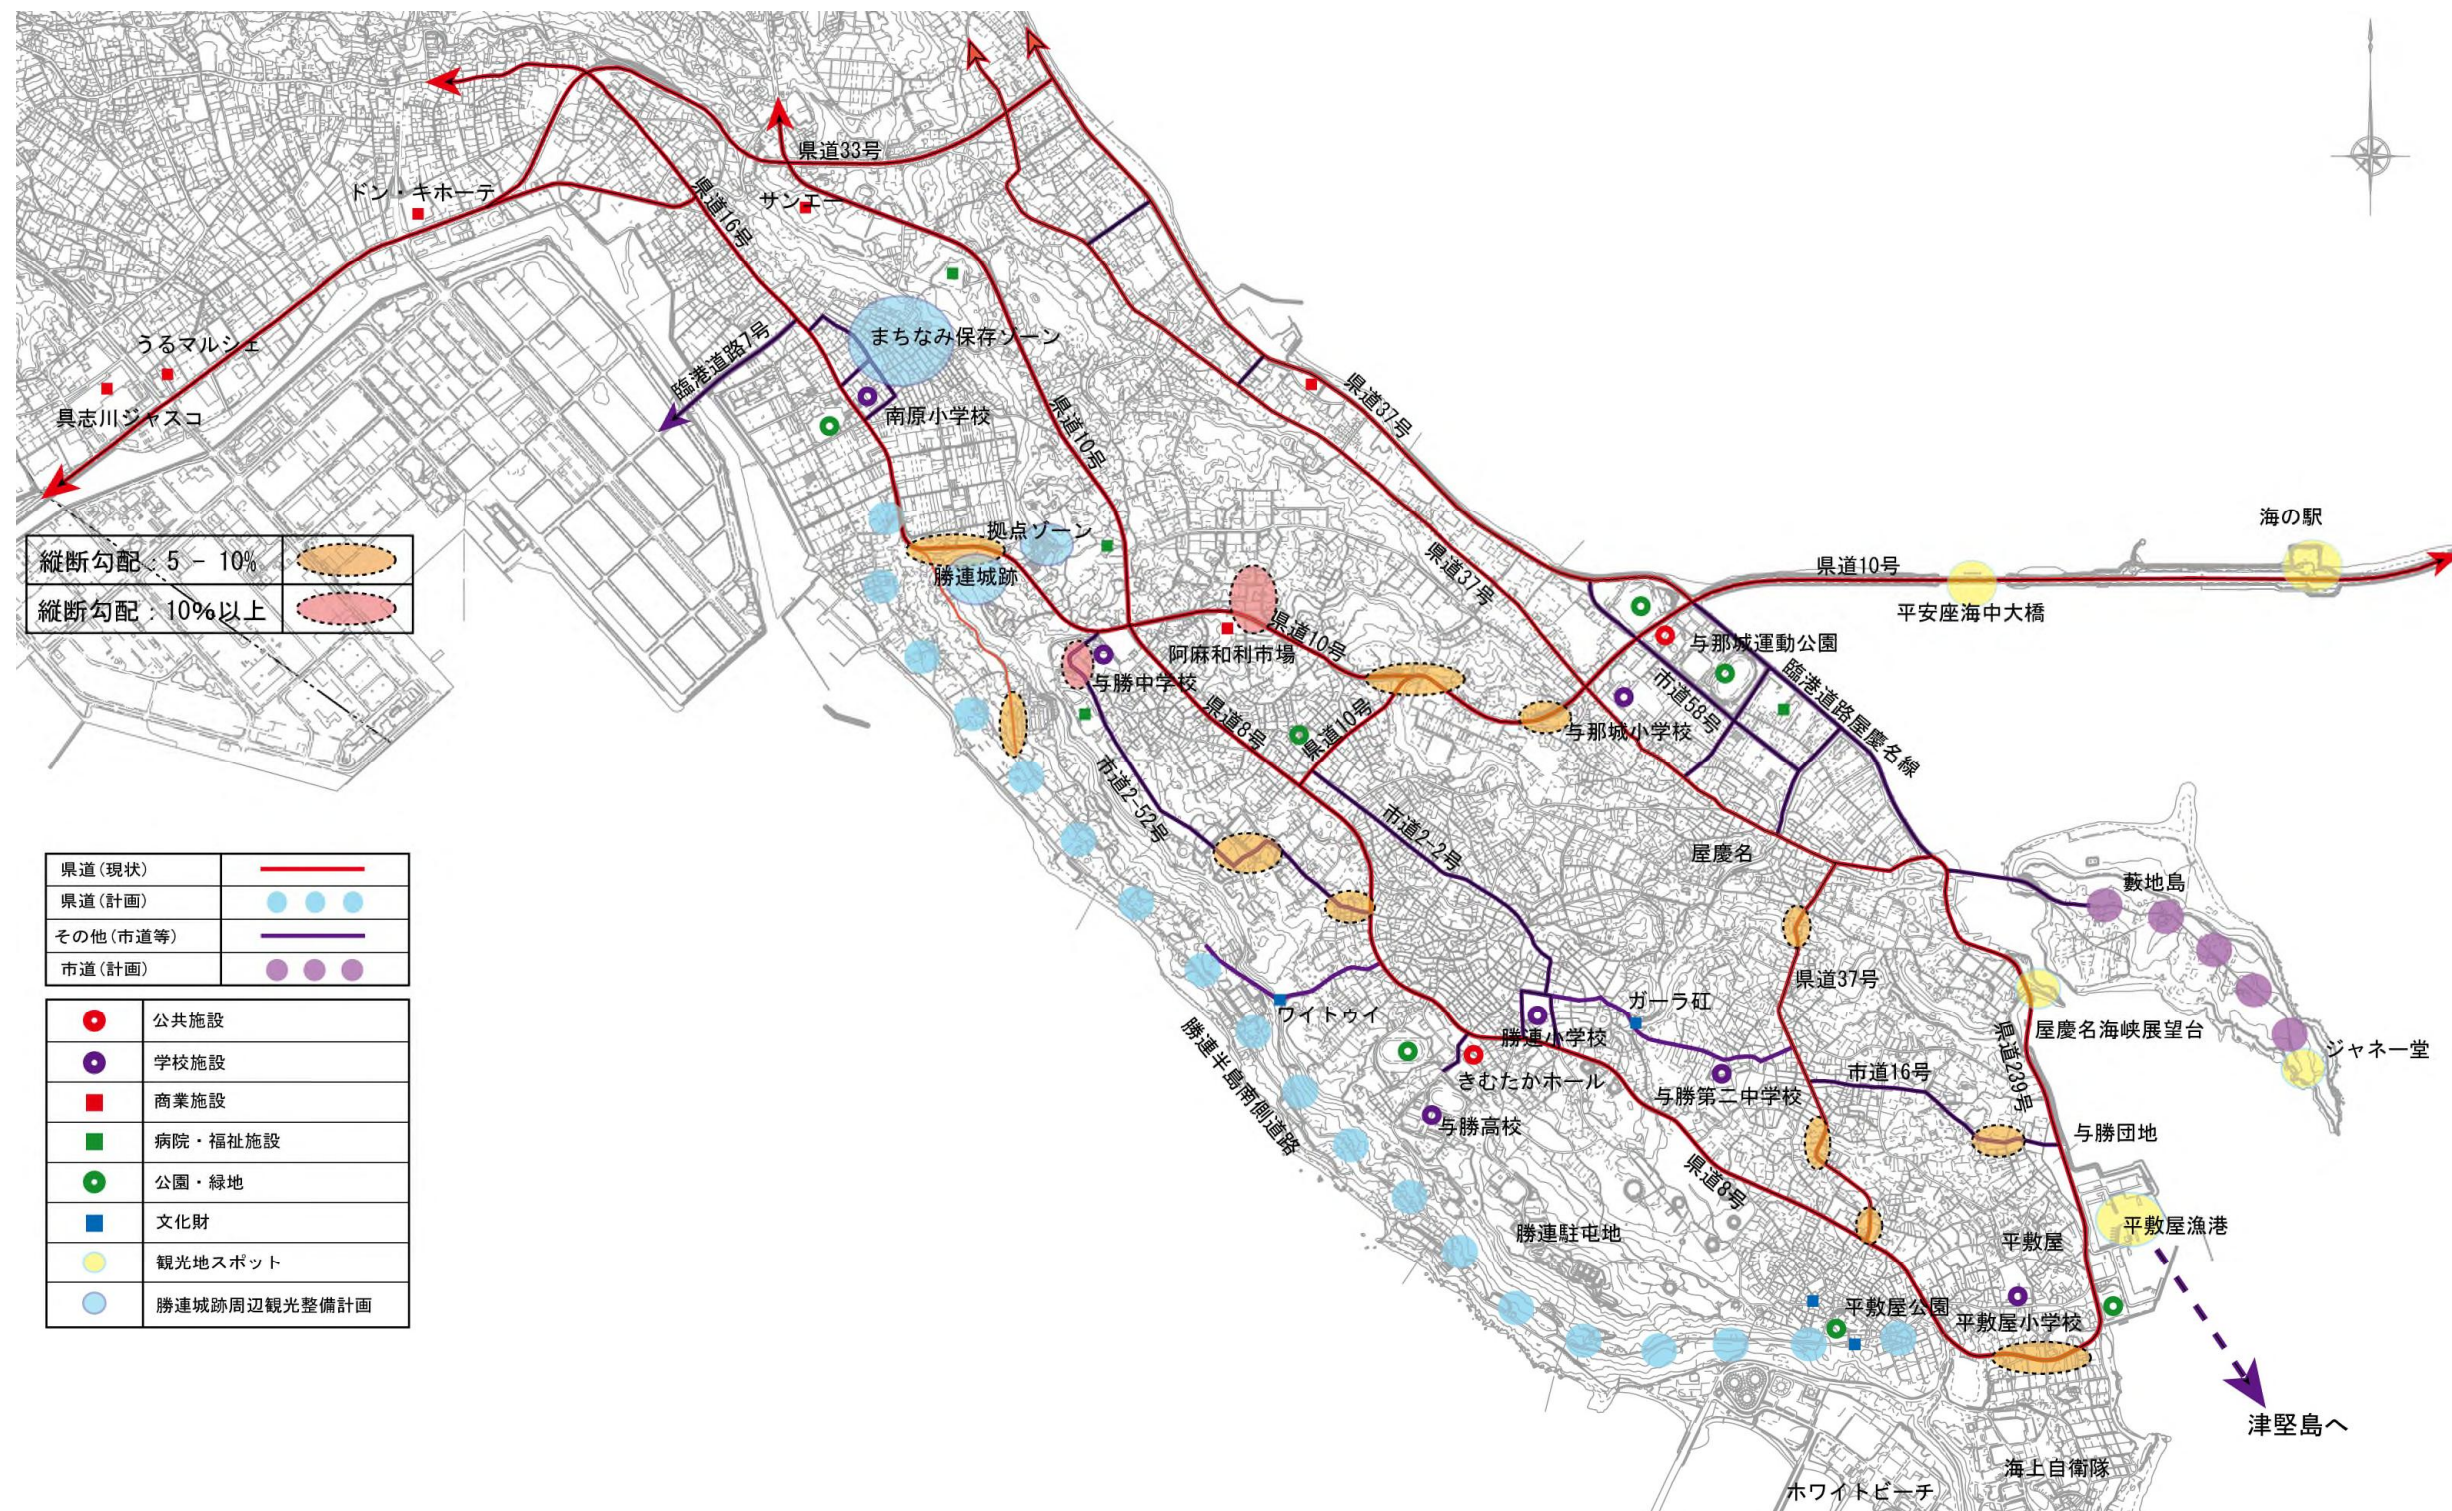 県道33号
ドン・キホーテ
サンエー
県道16号
まちなみ保存ゾーン
臨港道路7号
うるマルシェ
具志川ジャスコ
南原小学校
県道10号
県道37号
海の駅
拠点ゾーン
縦断勾配：5 - 10%
縦断勾配：10%以上
勝連城跡
県道37号
県道10号
平安座海中大橋
県道10号
阿麻和利市場
与那城運動公園
与勝中学校
市道58号
臨港道路屋慶名線
県道8号
県道10号
与那城小学校
市道2-52号
市道2-2号
屋慶名
藪地島
県道(現状)
県道(計画)
その他(市道等)
市道(計画)
県道37号
ガーラ矼
ワイトゥイ
勝連小学校
屋慶名海峡展望台
ジャネー堂
県道239号
勝連半島南側道路
きむたかホール
市道16号
与勝第二中学校
与勝高校
与勝団地
公共施設
学校施設
商業施設
病院・福祉施設
公園・緑地
文化財
観光地スポット
勝連城跡周辺観光整備計画
県道8号
勝連駐屯地
平敷屋漁港
平敷屋
平敷屋公園
平敷屋小学校
津堅島へ
海上自衛隊
ホワイトビーチ